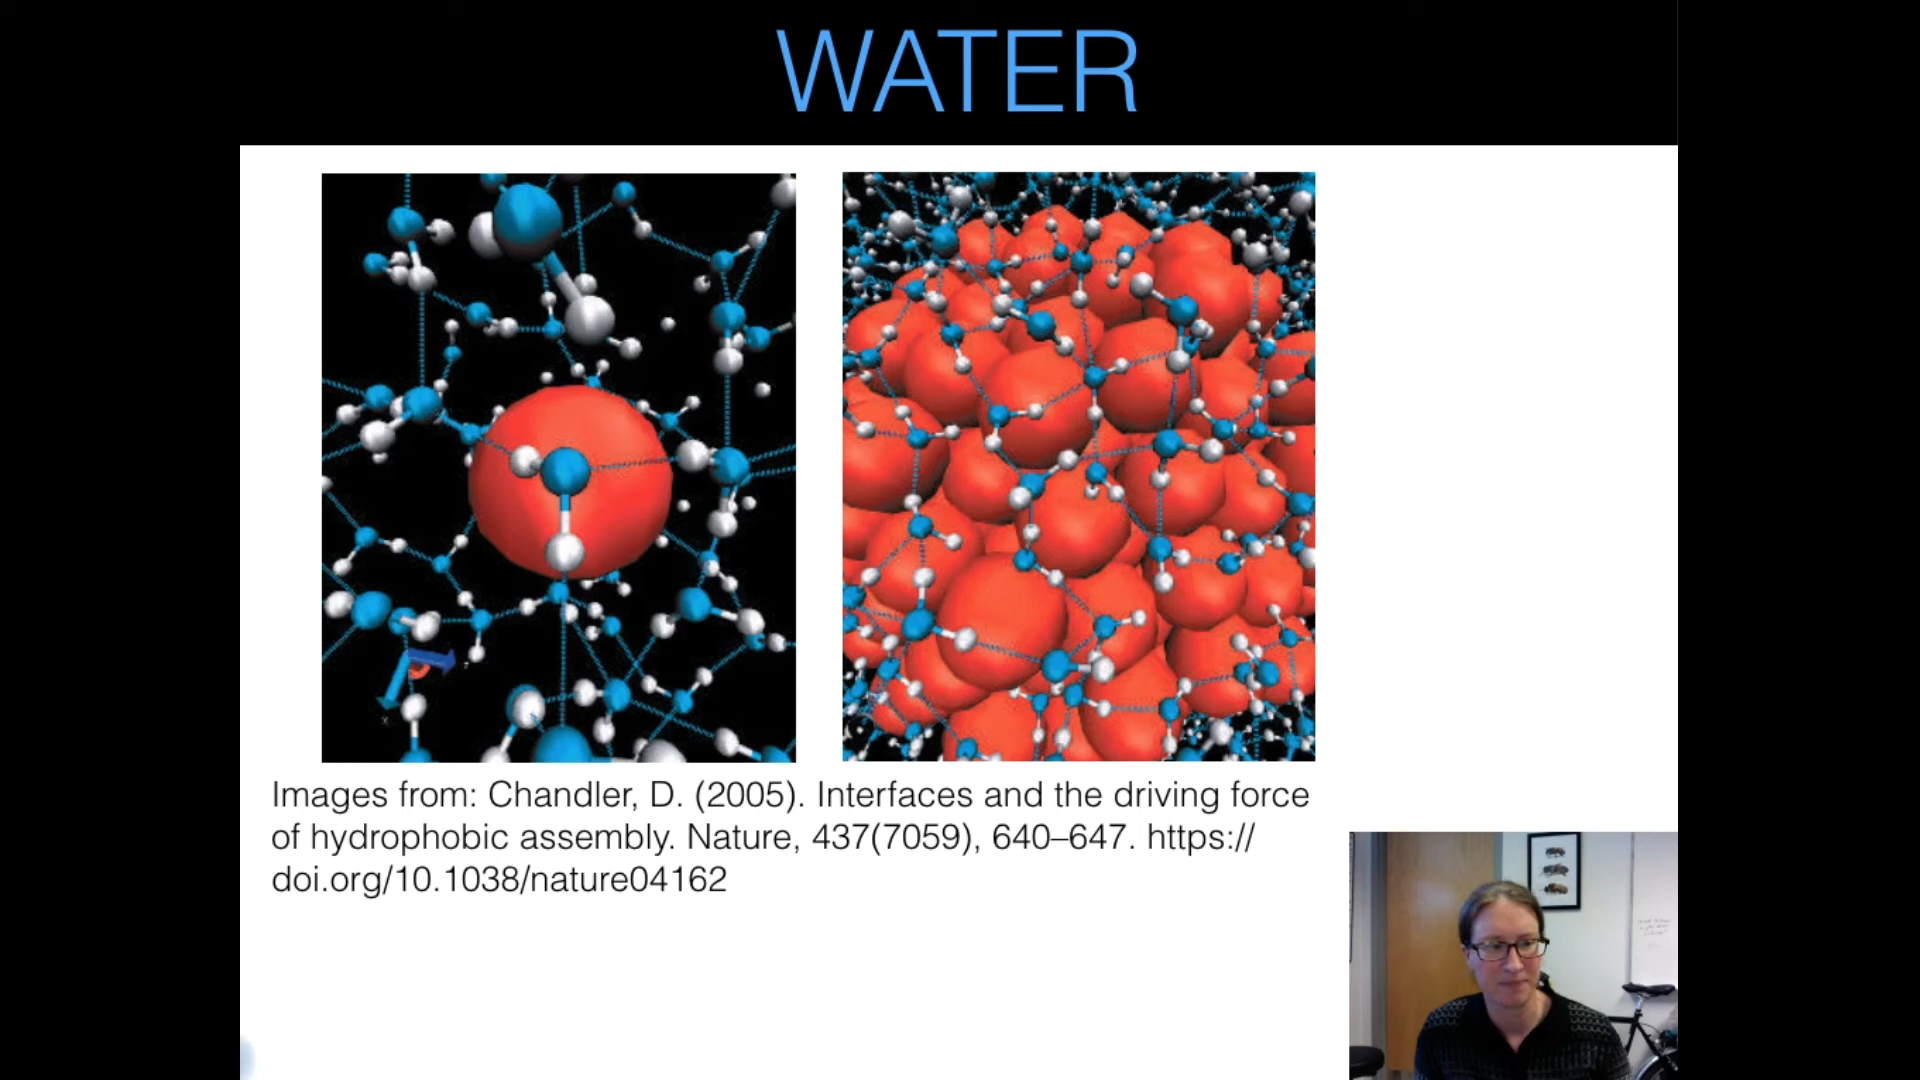 WATER
Images from: Chandler, D. (2005). Interfaces and the driving force
of hydrophobic assembly. Nature, 437(7059), 640–647. https://
doi.org/10.1038/nature04162